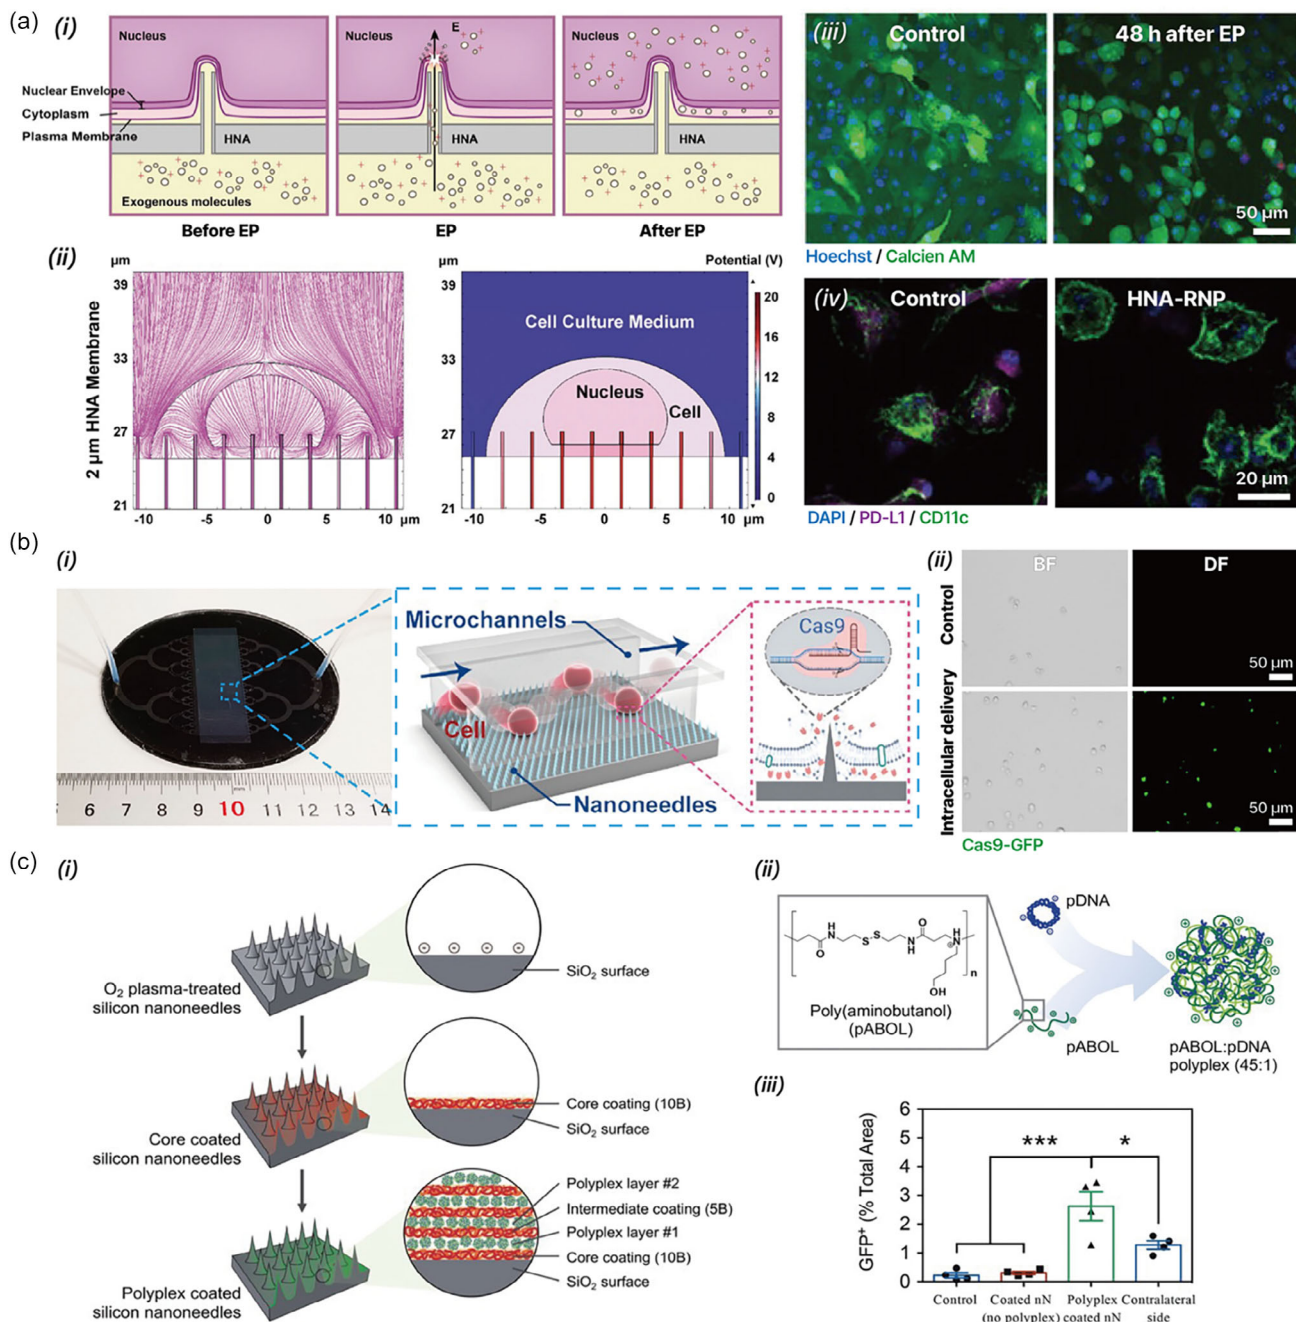 (a)
(i)
Nucleus
Nuclear Envelope
Cytoplasm
Plasma Membrane
HNA
Exogenous molecules
Before EP
Nucleus
E
HNA
EP
Nucleus
HNA
After EP
(ii)
2 μm HNA Membrane
μm
39
33
27
21
-10
-5
0
5
10
μm
μm
39
33
27
21
Cell Culture Medium
Nucleus
Cell
-10
-5
0
5
10
μm
Potential (V)
20
16
12
8
4
0
(iii)
Control
48 h after EP
50 μm
Hoechst / Calcien AM
(iv)
Control
HNA-RNP
20 μm
DAPI / PD-L1 / CD11c
(b)
(i)
6 7 8 9 10 11 12 13 14
Microchannels
Cell
Nanoneedles
Cas9
(ii)
BF
DF
Control
50 μm
Intracellular delivery
50 μm
Cas9-GFP
(c)
(i)
O₂ plasma-treated
silicon nanoneedles
SiO₂ surface
Core coated
silicon nanoneedles
Core coating (10B)
SiO₂ surface
Polyplex coated
silicon nanoneedles
Polyplex layer #2
Intermediate coating (5B)
Polyplex layer #1
Core coating (10B)
SiO₂ surface
(ii)
O
H
N
S
S
N
H
O
H
N
OH
n
Poly(aminobutanol)
(pABOL)
pDNA
pABOL
pABOL:pDNA
polyplex (45:1)
(iii)
GFP⁺ (% Total Area)
6
5
4
3
2
1
0
***
*
Control
Coated nN
(no polyplex)
Polyplex
coated nN
Contralateral
side